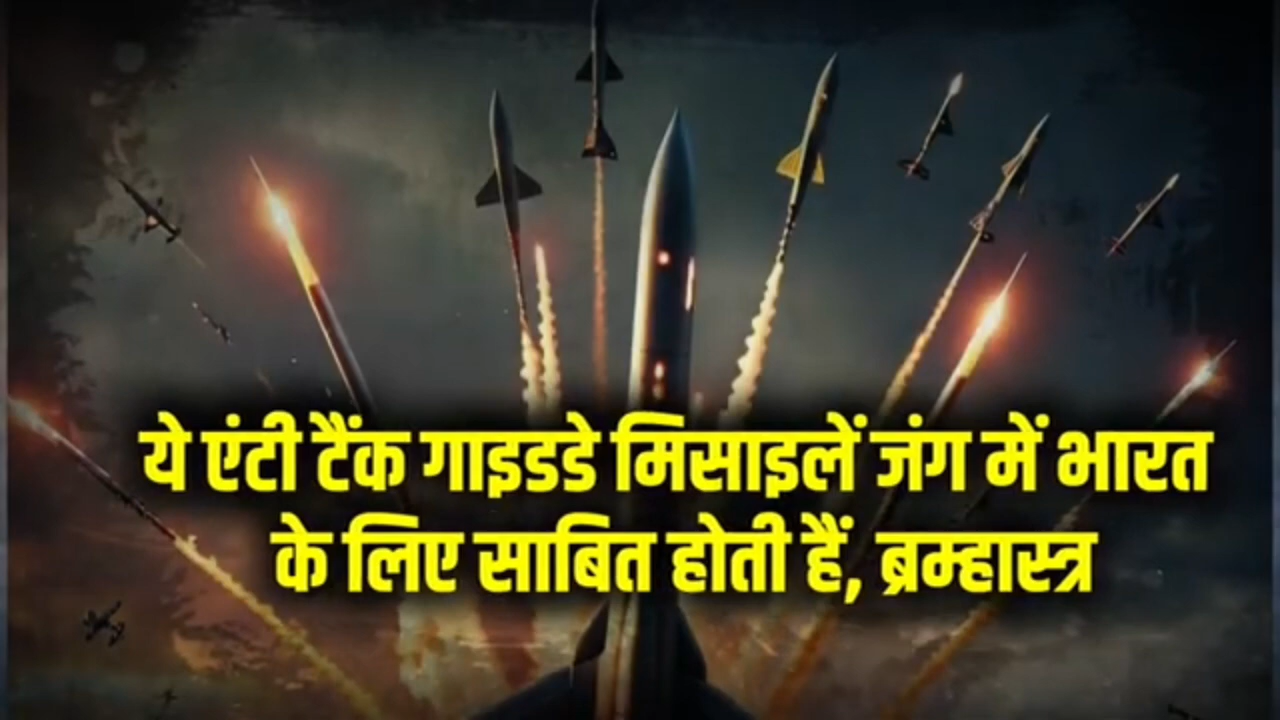 ये एंटी टैंक गाइडडे मिसाइलें जंग में भारत
के लिए साबित होती हैं, ब्रम्हास्त्र